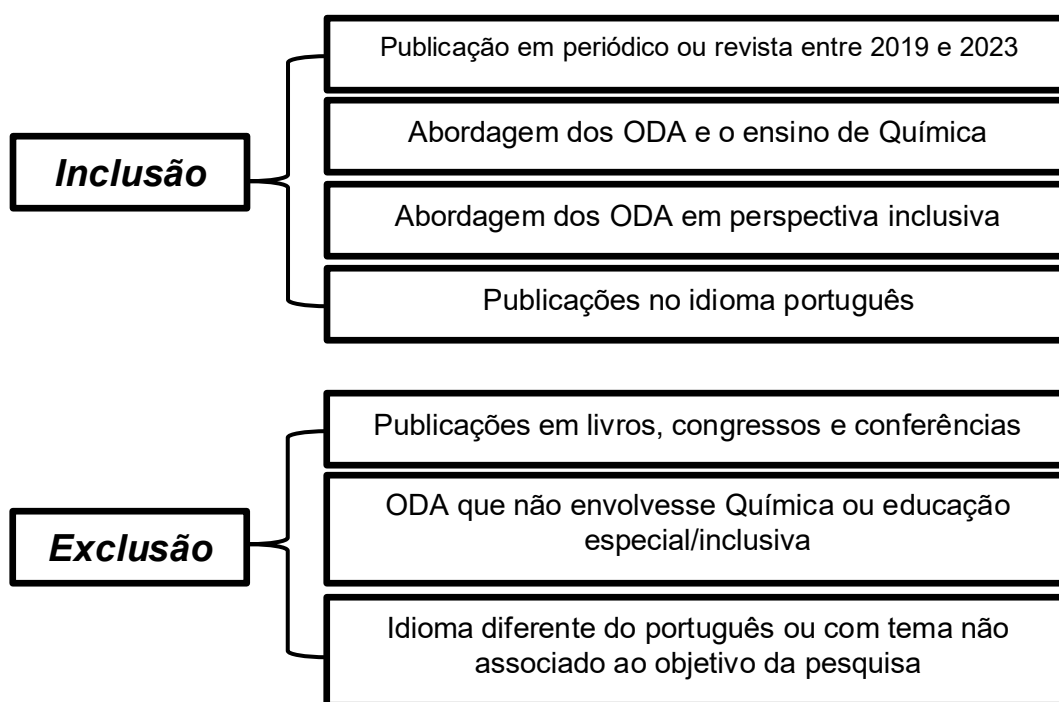 Inclusão
Publicação em periódico ou revista entre 2019 e 2023
Abordagem dos ODA e o ensino de Química
Abordagem dos ODA em perspectiva inclusiva
Publicações no idioma português
Exclusão
Publicações em livros, congressos e conferências
ODA que não envolvesse Química ou educação
especial/inclusiva
Idioma diferente do português ou com tema não
associado ao objetivo da pesquisa